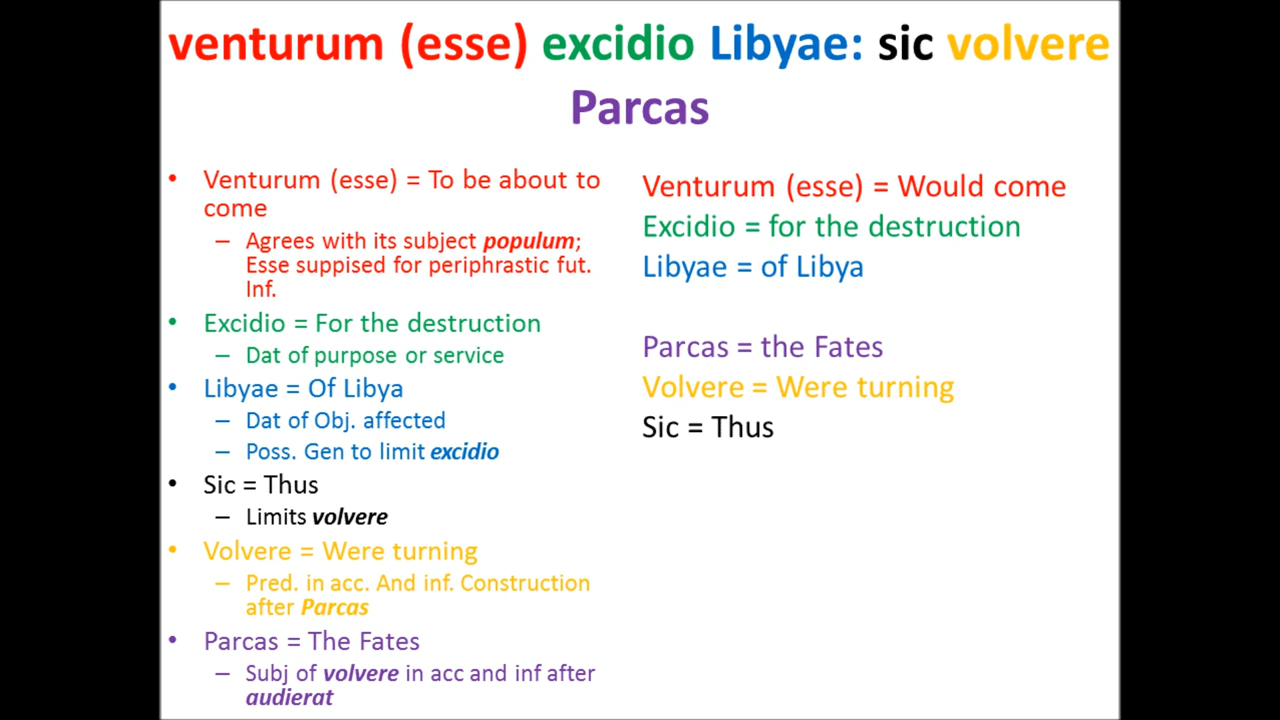 venturum (esse) excidio Libyae: sic volvere
Parcas
• Venturum (esse) = To be about to
come
– Agrees with its subject populum;
Esse suppised for periphrastic fut.
Inf.
• Excidio = For the destruction
– Dat of purpose or service
• Libyae = Of Libya
– Dat of Obj. affected
– Poss. Gen to limit excidio
• Sic = Thus
– Limits volvere
• Volvere = Were turning
– Pred. in acc. And inf. Construction
after Parcas
• Parcas = The Fates
– Subj of volvere in acc and inf after
audierat
Venturum (esse) = Would come
Excidio = for the destruction
Libyae = of Libya
Parcas = the Fates
Volvere = Were turning
Sic = Thus